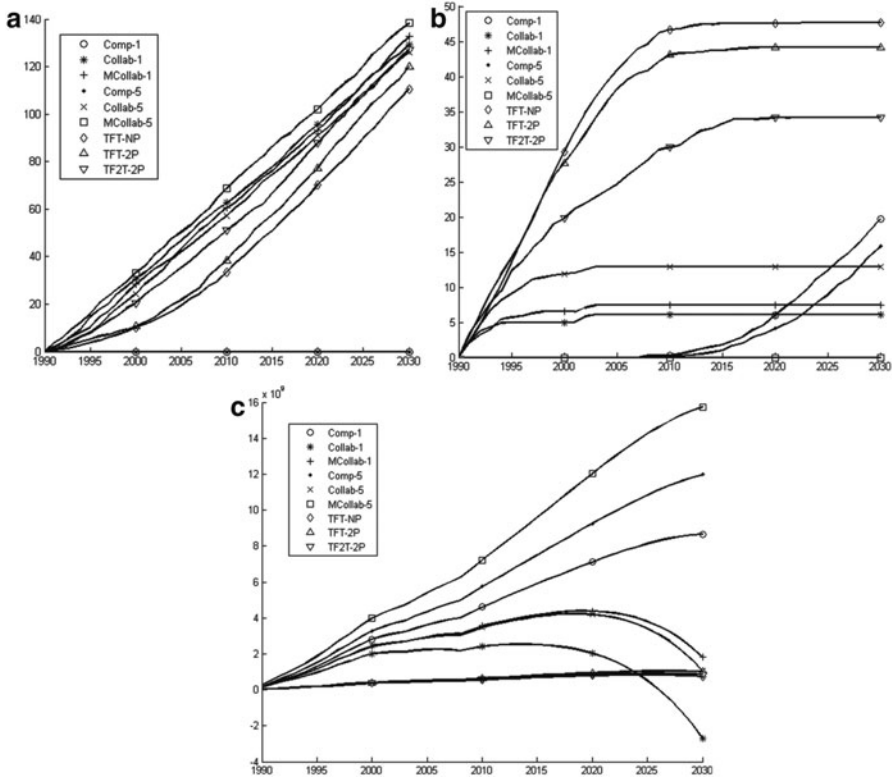 a
140
120
100
80
60
40
20
0
Comp-1
Collab-1
MCollab-1
Comp-5
Collab-5
MCollab-5
TFT-NP
TFT-2P
TF2T-2P
1990 1995 2000 2005 2010 2015 2020 2025 2030
b
50
45
40
35
30
25
20
15
10
5
0
Comp-1
Collab-1
MCollab-1
Comp-5
Collab-5
MCollab-5
TFT-NP
TFT-2P
TF2T-2P
1990 1995 2000 2005 2010 2015 2020 2025 2030
c
x 10⁹
16
14
12
10
8
6
4
2
0
-2
-4
Comp-1
Collab-1
MCollab-1
Comp-5
Collab-5
MCollab-5
TFT-NP
TFT-2P
TF2T-2P
1990 1995 2000 2005 2010 2015 2020 2025 2030